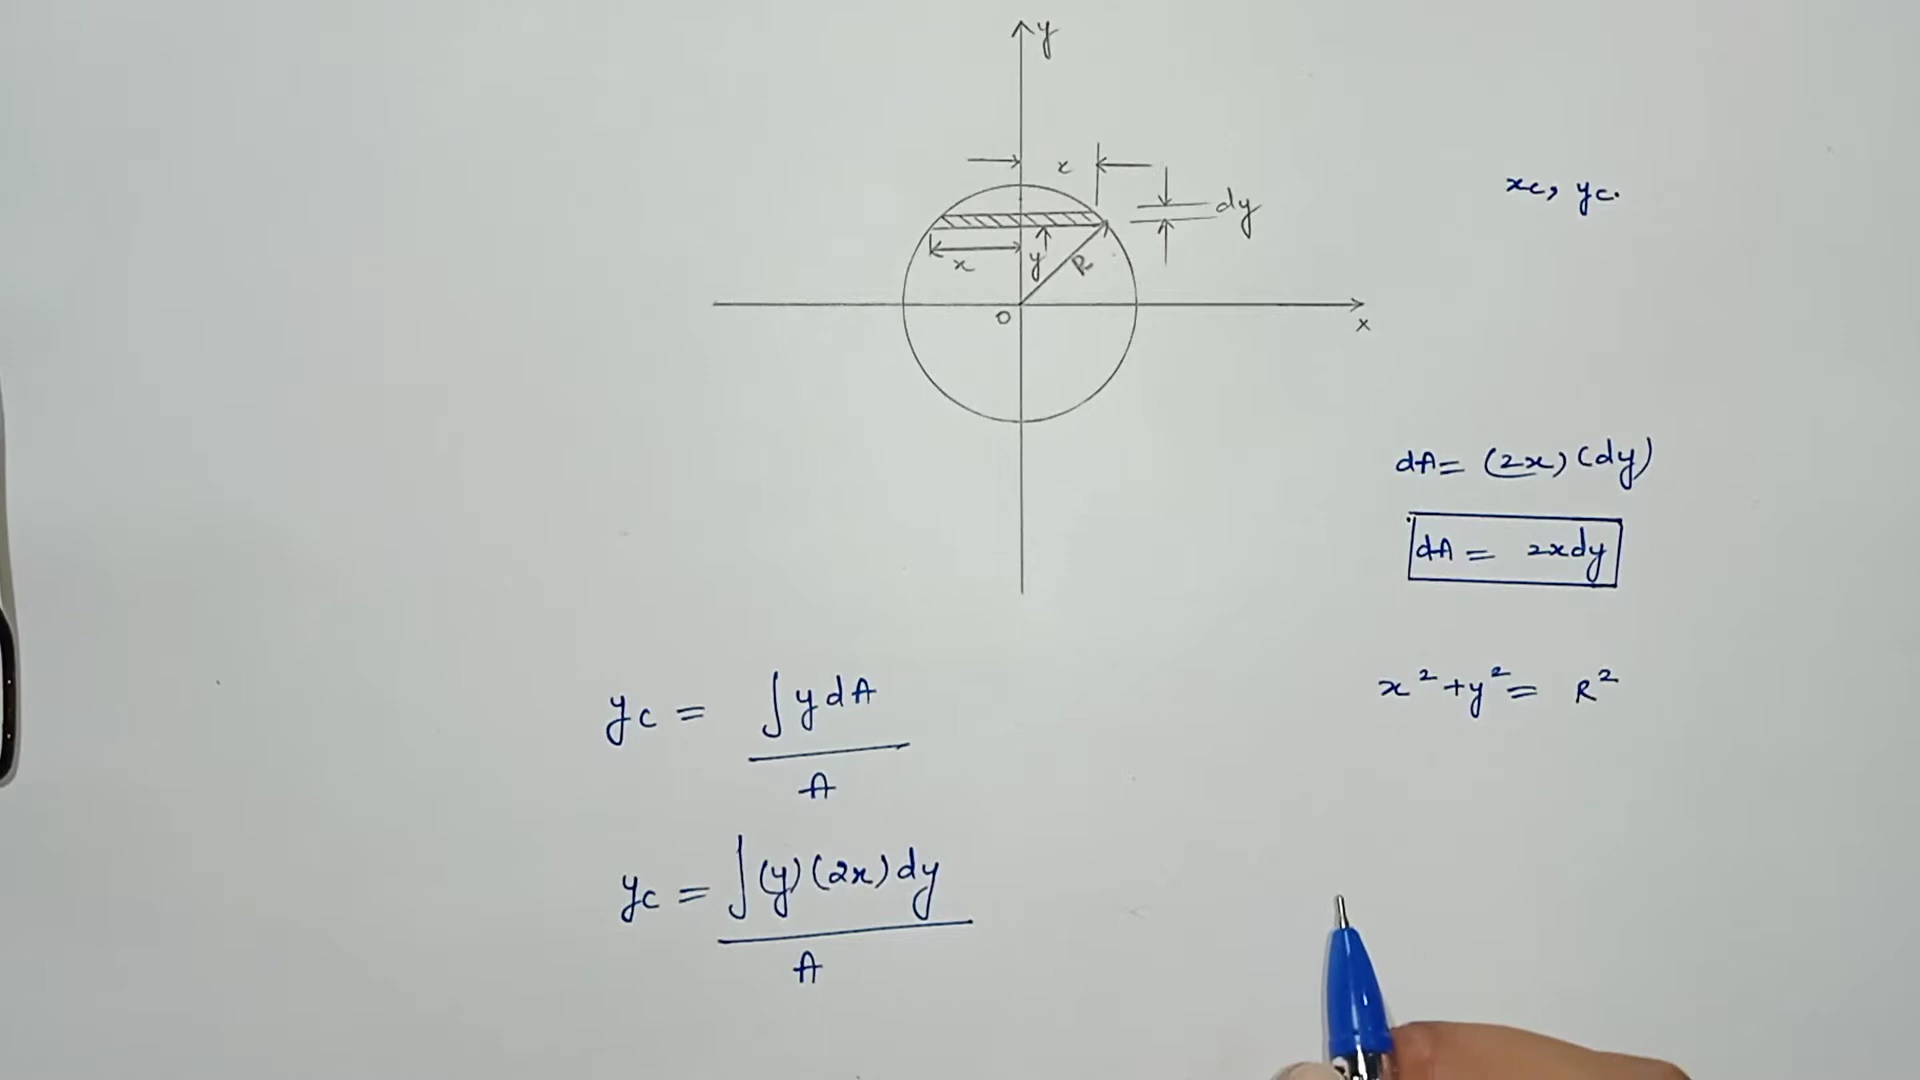 y
x
dy
x
y
R
O
x
xc, yc.
dA = (2x) (dy)
dA = 2xdy
x² + y² = R²
yc = ∫ y dA
A
yc = ∫ (y) (2x) dy
A